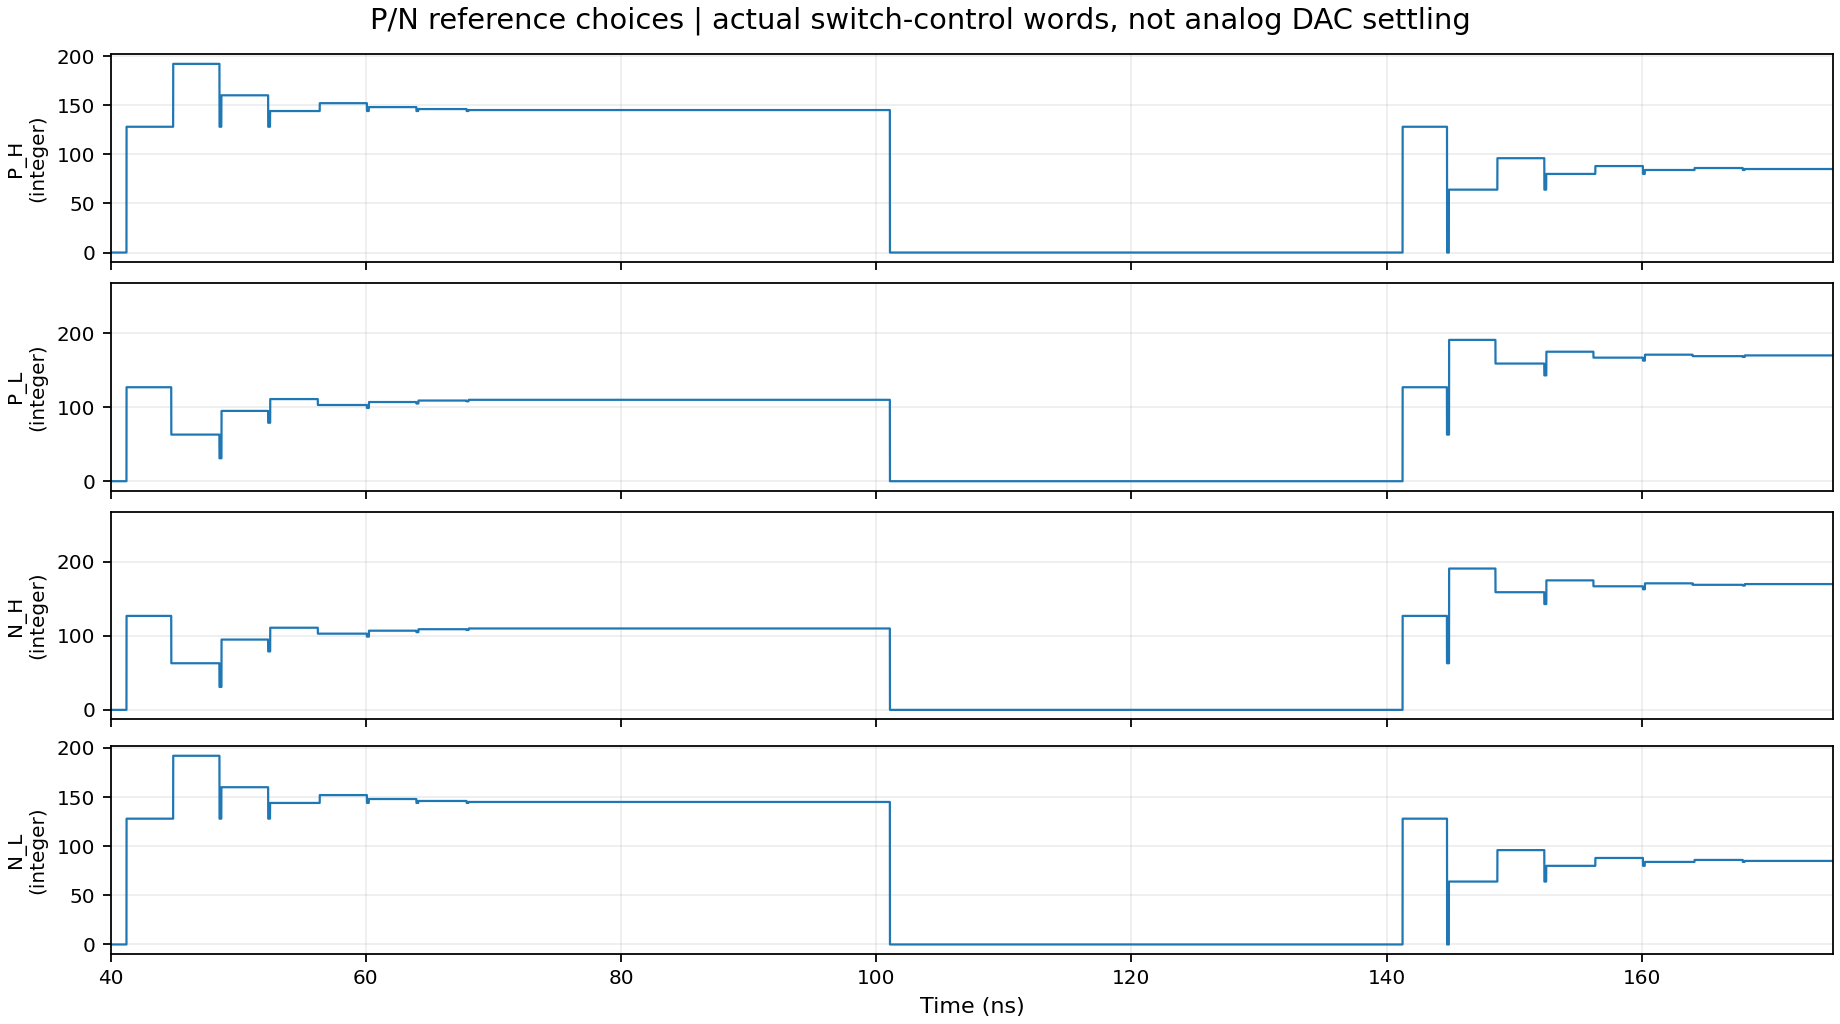 P/N reference choices | actual switch-control words, not analog DAC settling
200
150
100
50
0
P_H
(integer)
200
100
0
P_L
(integer)
200
100
0
N_H
(integer)
200
150
100
50
0
N_L
(integer)
40
60
80
100
120
140
160
Time (ns)